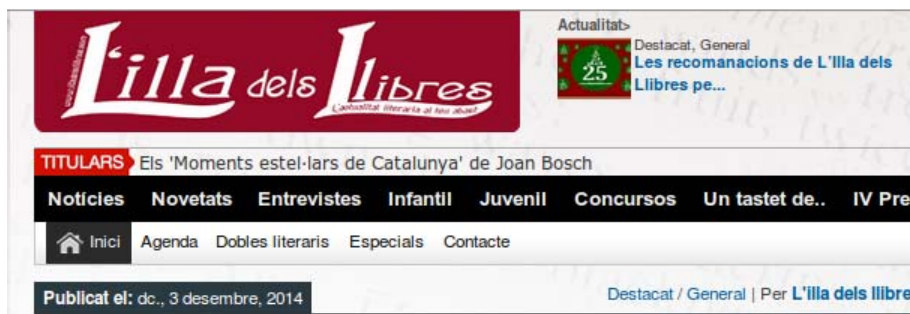 L'illa dels Llibres
L'actualitat literària al teu abast
Actualitat>
25
Destacat, General
Les recomanacions de L'Illa dels
Llibres pe...
TITULARS Els 'Moments estel·lars de Catalunya' de Joan Bosch
Notícies Novetats Entrevistes Infantil Juvenil Concursos Un tastet de.. IV Pre
Inici Agenda Dobles literaris Especials Contacte
Publicat el: dc., 3 desembre, 2014 Destacat / General | Per L'illa dels llibre